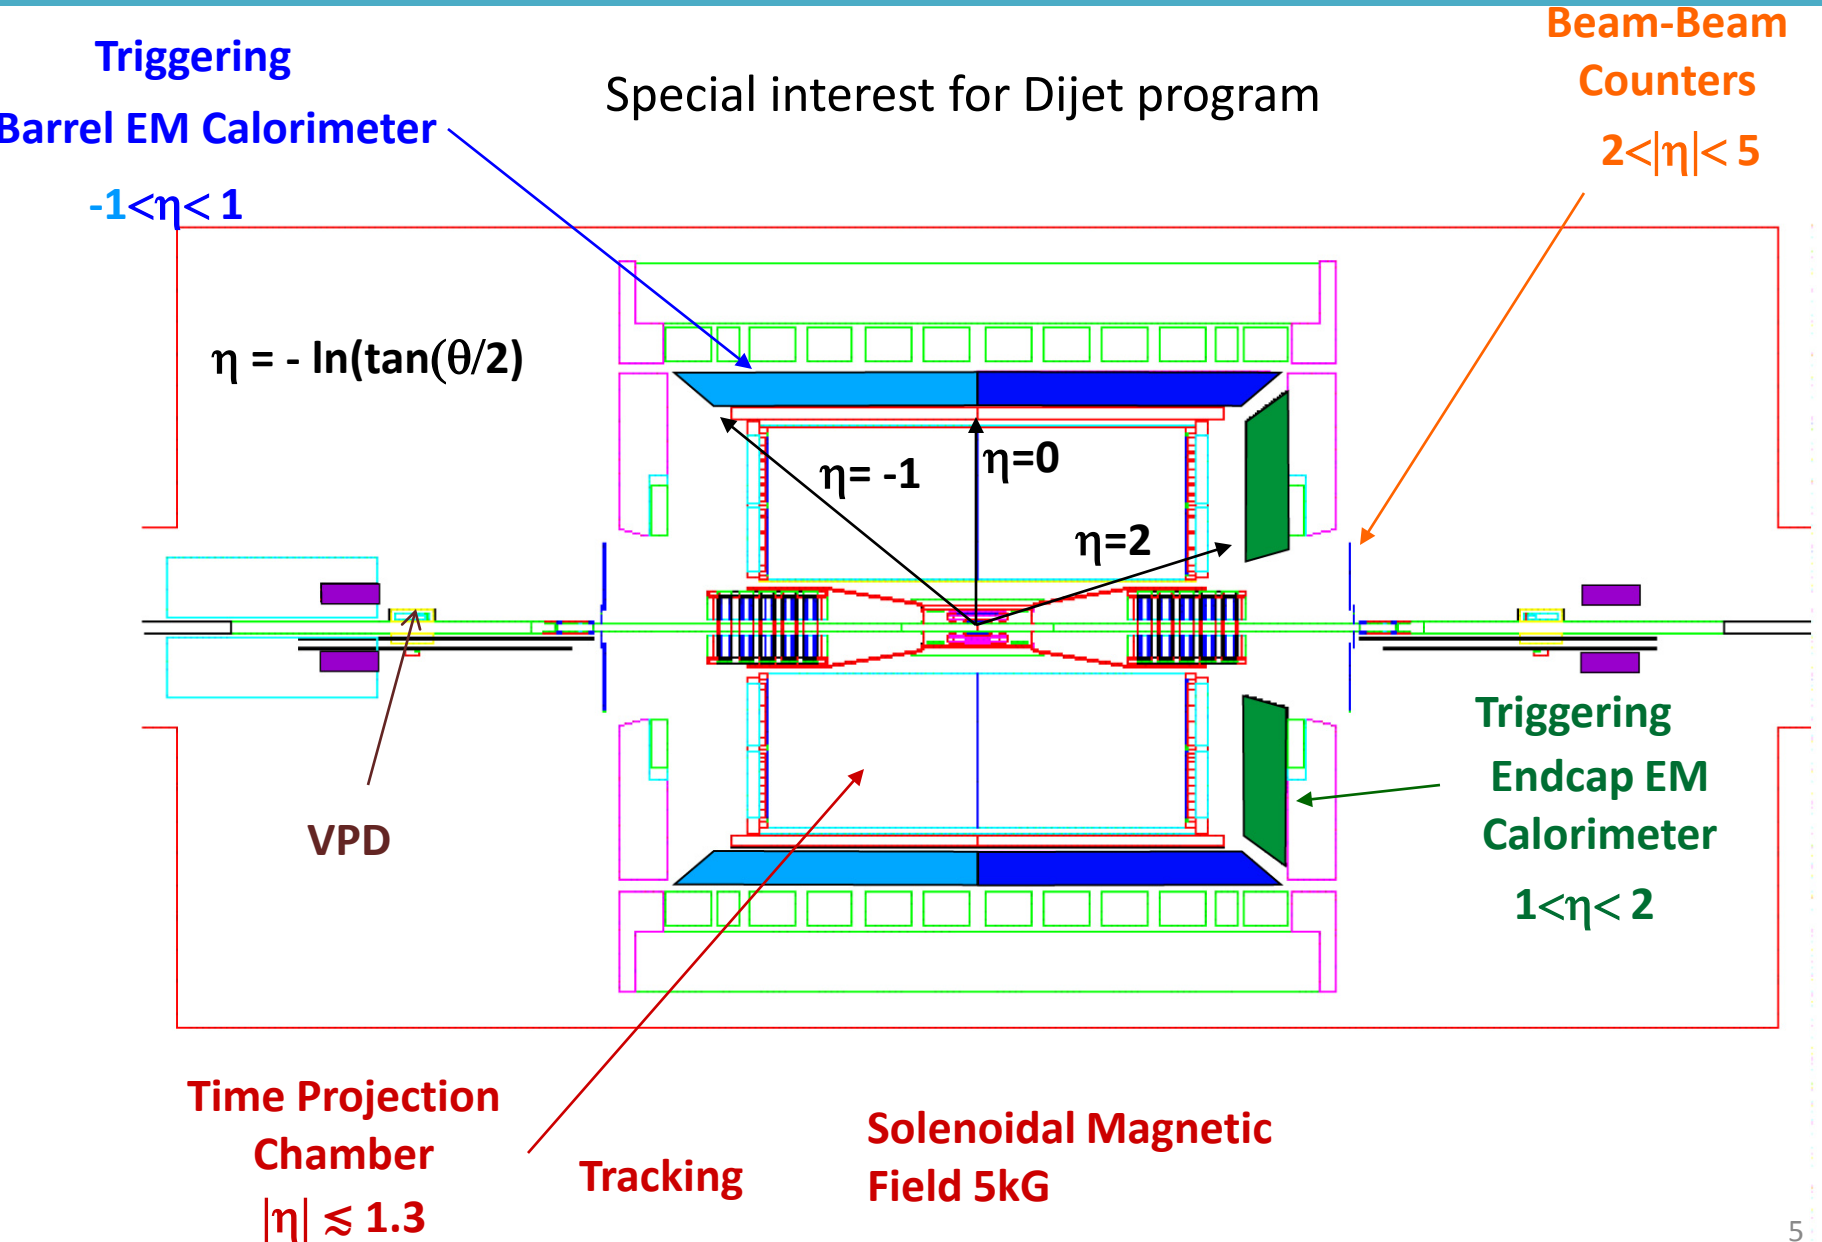 Beam-Beam
Counters
2<|η|< 5
Triggering
Barrel EM Calorimeter
-1<η< 1
Special interest for Dijet program
η = - ln(tan(θ/2)
η= -1
η=0
η=2
VPD
Triggering
Endcap EM
Calorimeter
1<η< 2
Time Projection
Chamber
|η| ≲ 1.3
Tracking
Solenoidal Magnetic
Field 5kG
5